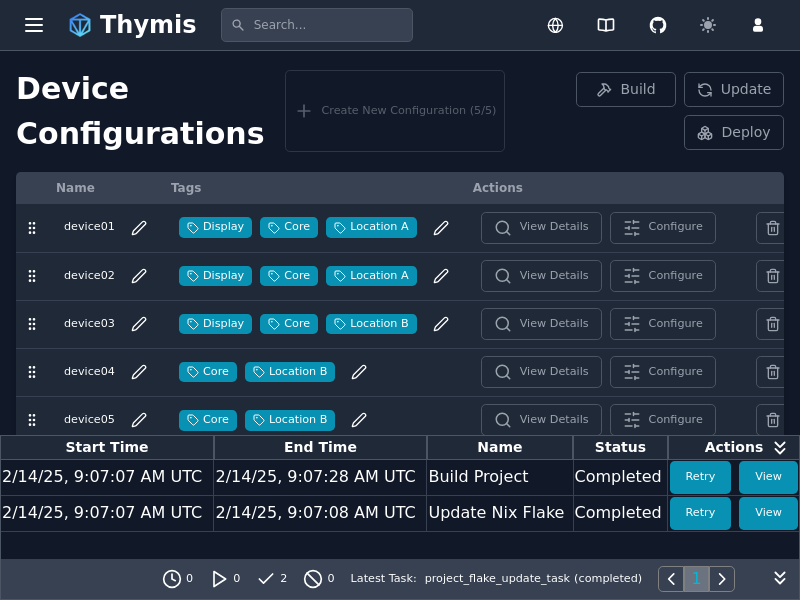 Thymis
Search...
Device
Configurations
Create New Configuration (5/5)
Build
Update
Deploy
Name Tags Actions
device01 Display Core Location A View Details Configure
device02 Display Core Location A View Details Configure
device03 Display Core Location B View Details Configure
device04 Core Location B View Details Configure
device05 Core Location B View Details Configure
Start Time End Time Name Status Actions
2/14/25, 9:07:07 AM UTC 2/14/25, 9:07:28 AM UTC Build Project Completed Retry View
2/14/25, 9:07:07 AM UTC 2/14/25, 9:07:08 AM UTC Update Nix Flake Completed Retry View
0 0 2 0 Latest Task: project_flake_update_task (completed) 1